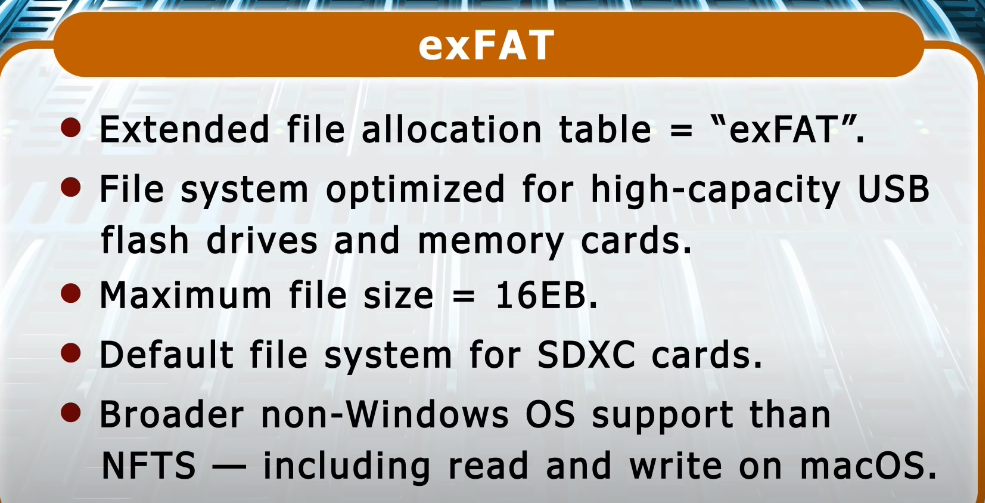 exFAT
● Extended file allocation table = “exFAT”.
● File system optimized for high-capacity USB
flash drives and memory cards.
● Maximum file size = 16EB.
● Default file system for SDXC cards.
● Broader non-Windows OS support than
NFTS — including read and write on macOS.